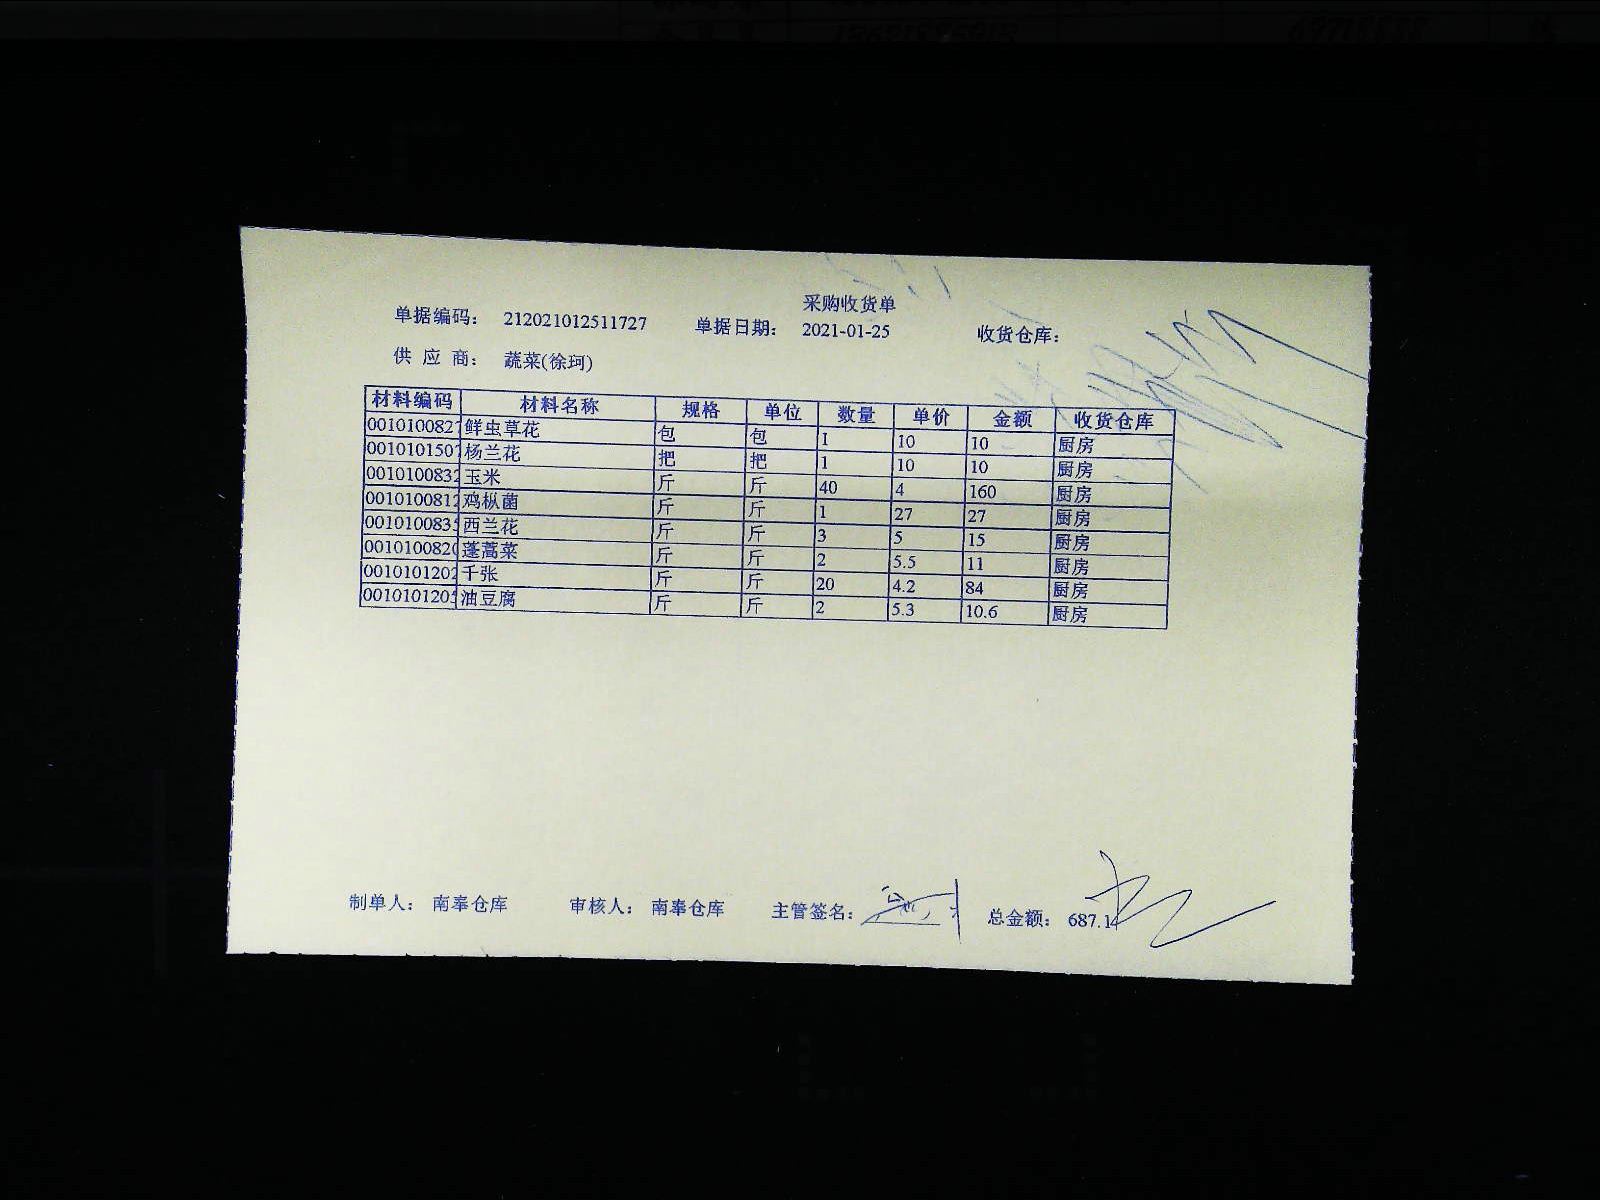 采购收货单
单据编码： 212021012511727 单据日期： 2021-01-25 收货仓库：
供 应 商： 蔬菜(徐珂)
材料编码 材料名称 规格 单位 数量 单价 金额 收货仓库
0010100827 鲜虫草花 包 包 1 10 10 厨房
0010101507 杨兰花 把 把 1 10 10 厨房
0010100832 玉米 斤 斤 40 4 160 厨房
0010100812 鸡枞菌 斤 斤 1 27 27 厨房
0010100835 西兰花 斤 斤 3 5 15 厨房
0010100820 蓬蒿菜 斤 斤 2 5.5 11 厨房
0010101202 千张 斤 斤 20 4.2 84 厨房
0010101205 油豆腐 斤 斤 2 5.3 10.6 厨房
制单人： 南奉仓库 审核人： 南奉仓库 主管签名： 总金额： 687.1